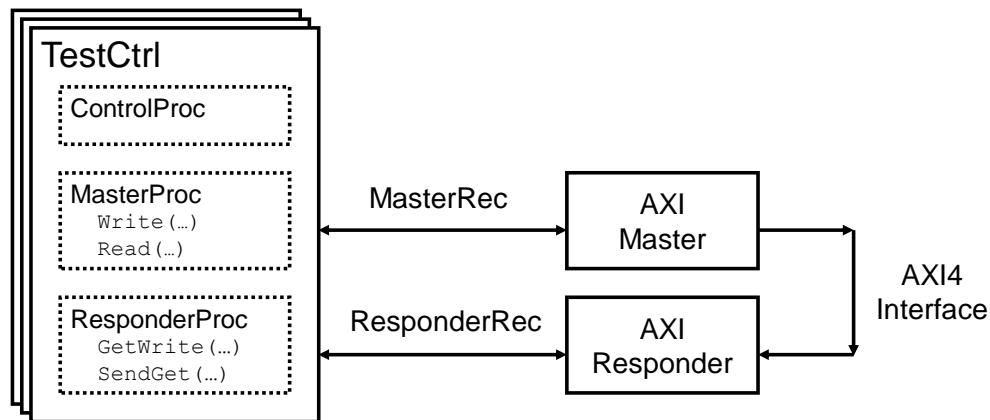 TestCtrl
ControlProc
MasterProc
Write(…)
Read(…)
ResponderProc
GetWrite(…)
SendGet(…)
MasterRec
AXI
Master
ResponderRec
AXI
Responder
AXI4
Interface